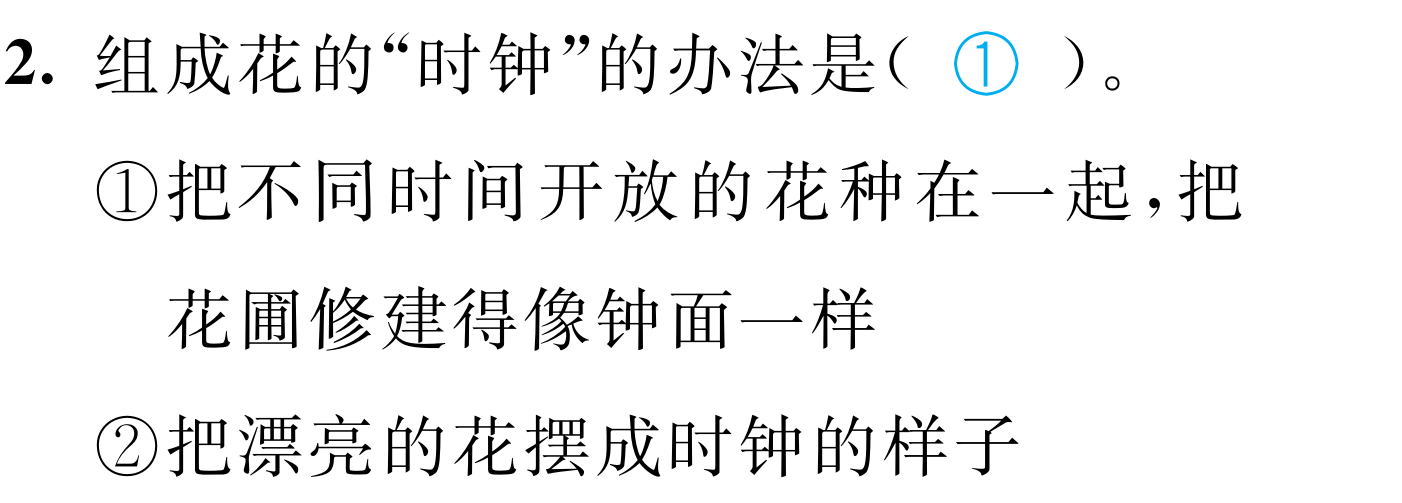 2. 组成花的“时钟”的办法是( ① )。
①把不同时间开放的花种在一起,把
花圃修建得像钟面一样
②把漂亮的花摆成时钟的样子